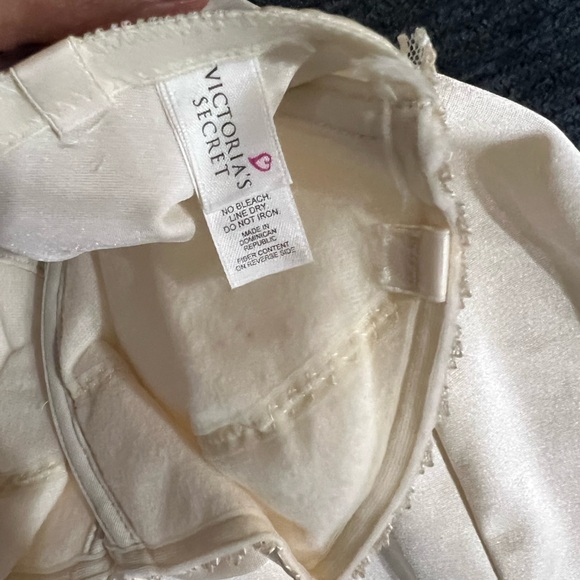 VICTORIA'S
SECRET
NO BLEACH.
LINE DRY.
DO NOT IRON.
MADE IN
DOMINICAN
REPUBLIC
FIBER CONTENT
ON REVERSE SIDE